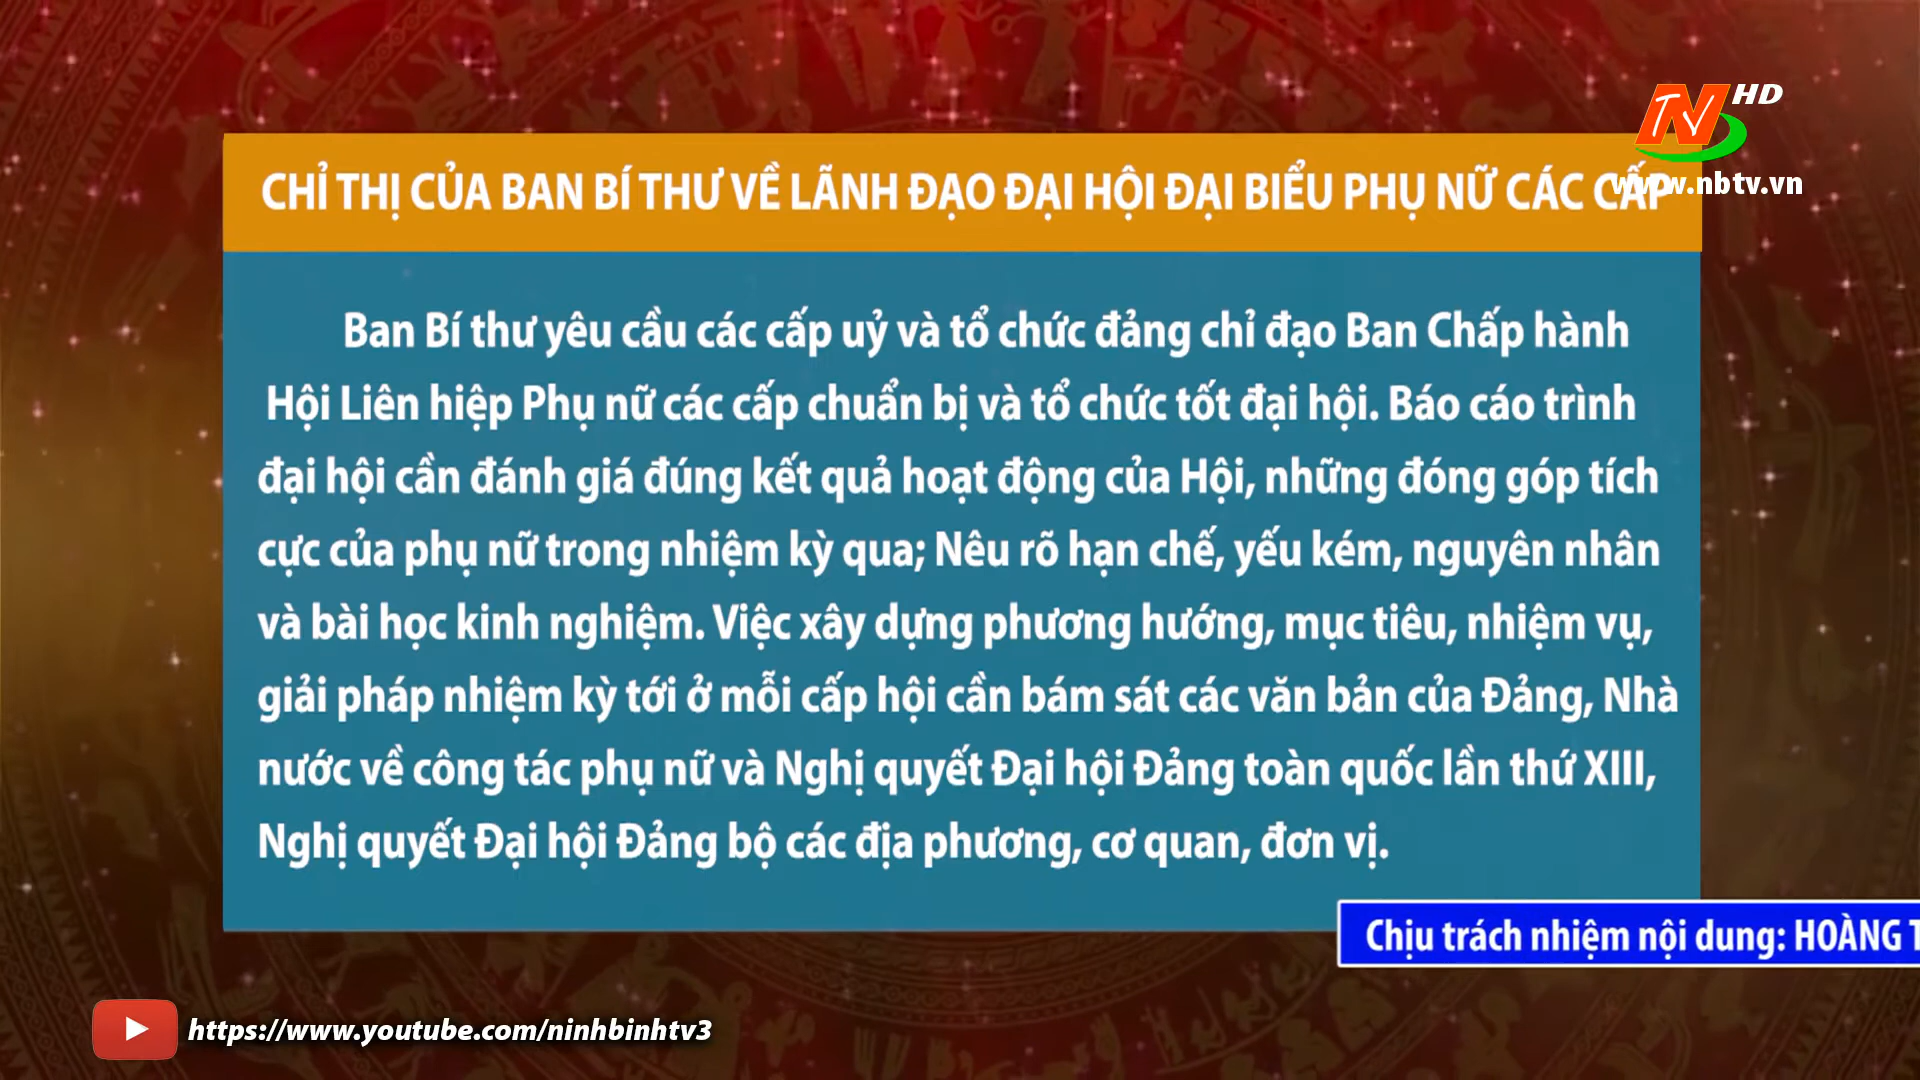 TV N HD
www.nbtv.vn
CHỈ THỊ CỦA BAN BÍ THƯ VỀ LÃNH ĐẠO ĐẠI HỘI ĐẠI BIỂU PHỤ NỮ CÁC CẤP
Ban Bí thư yêu cầu các cấp uỷ và tổ chức đảng chỉ đạo Ban Chấp hành
Hội Liên hiệp Phụ nữ các cấp chuẩn bị và tổ chức tốt đại hội. Báo cáo trình
đại hội cần đánh giá đúng kết quả hoạt động của Hội, những đóng góp tích
cực của phụ nữ trong nhiệm kỳ qua; Nêu rõ hạn chế, yếu kém, nguyên nhân
và bài học kinh nghiệm. Việc xây dựng phương hướng, mục tiêu, nhiệm vụ,
giải pháp nhiệm kỳ tới ở mỗi cấp hội cần bám sát các văn bản của Đảng, Nhà
nước về công tác phụ nữ và Nghị quyết Đại hội Đảng toàn quốc lần thứ XIII,
Nghị quyết Đại hội Đảng bộ các địa phương, cơ quan, đơn vị.
Chịu trách nhiệm nội dung: HOÀNG T
https://www.youtube.com/ninhbinhtv3